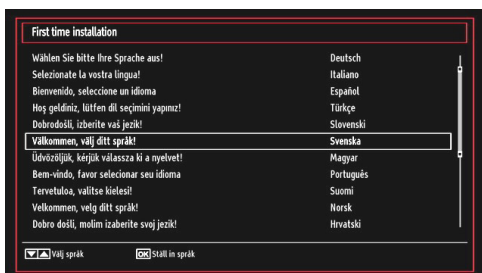 First time installation
Wählen Sie bitte Ihre Sprache aus! Deutsch
Selezionate la vostra lingua! Italiano
Bienvenido, seleccione un idioma Español
Hoş geldiniz, lütfen dil seçimini yapınız! Türkçe
Dobrodošli, izberite vaš jezik! Slovenski
Välkommen, välj ditt språk! Svenska
Üdvözöljük, kérjük válassza ki a nyelvet! Magyar
Bem-vindo, favor selecionar seu idioma Português
Tervetuloa, valitse kielesi! Suomi
Velkommen, velg ditt språk! Norsk
Dobro došli, molim izaberite svoj jezik! Hrvatski
Välj språk OK Ställ in språk